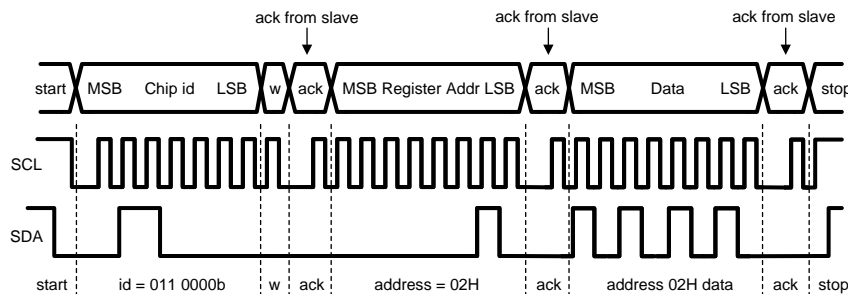 ack from slave ack from slave ack from slave
start MSB Chip id LSB w ack MSB Register Addr LSB ack MSB Data LSB ack stop
SCL
SDA
start id = 011 0000b w ack address = 02H ack address 02H data ack stop